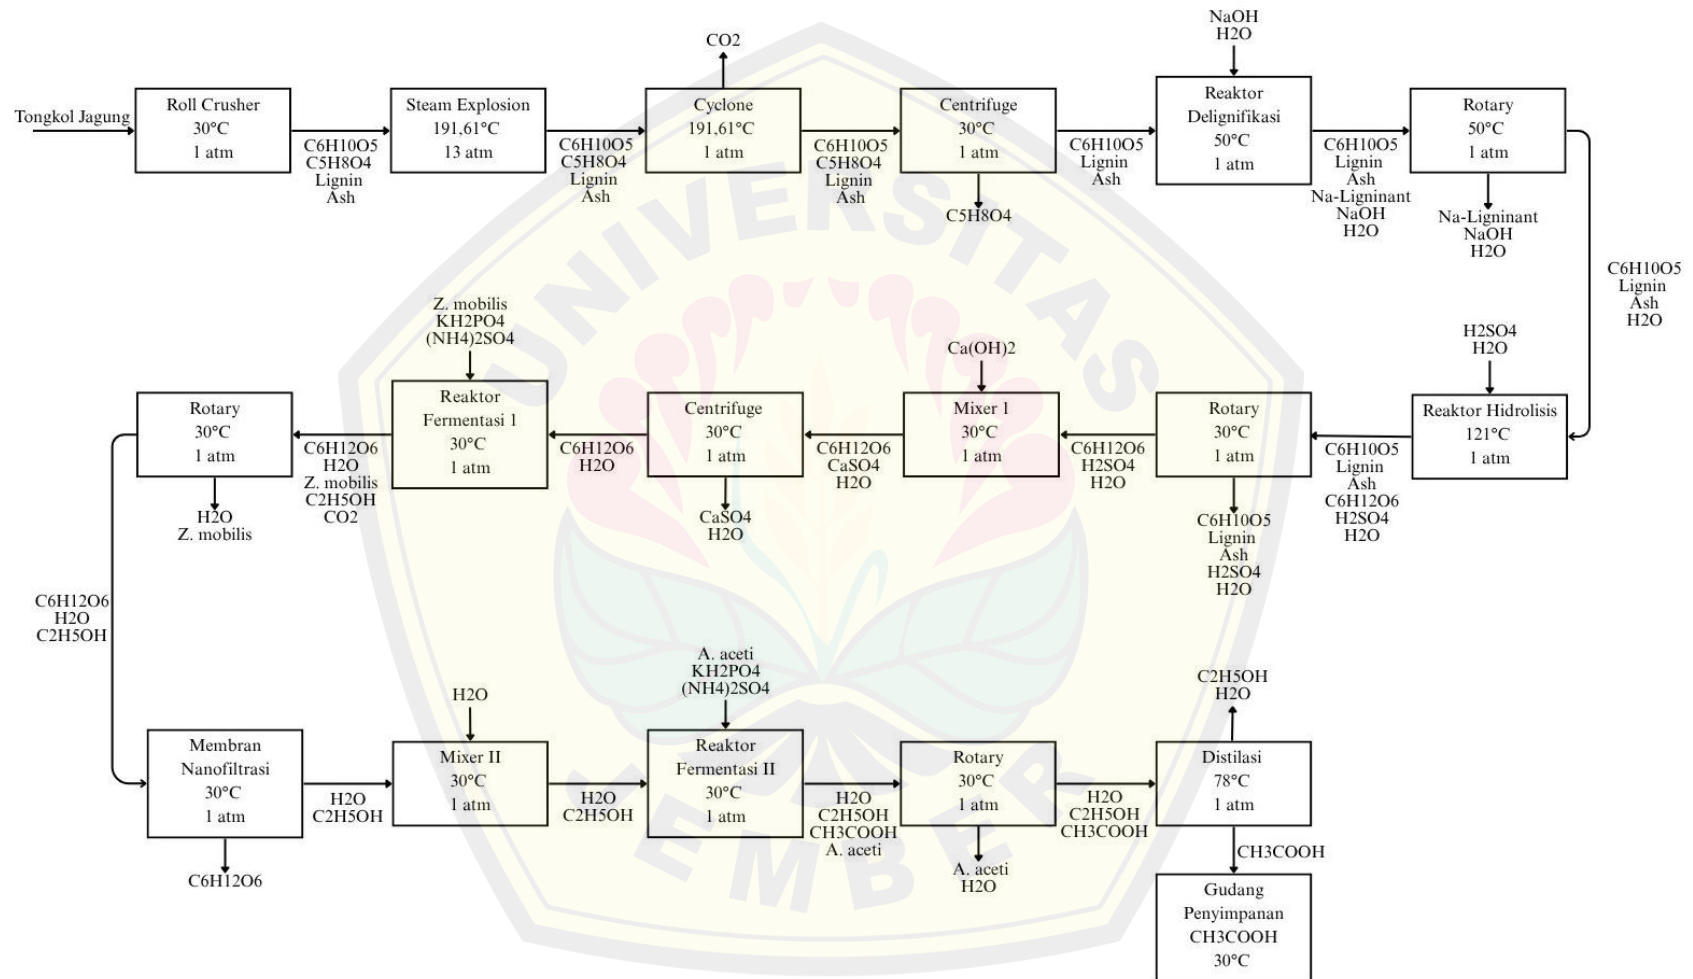 Tongkol Jagung
Roll Crusher
30°C
1 atm
C6H10O5
C5H8O4
Lignin
Ash
Steam Explosion
191,61°C
13 atm
C6H10O5
C5H8O4
Lignin
Ash
CO2
Cyclone
191,61°C
1 atm
C6H10O5
C5H8O4
Lignin
Ash
Centrifuge
30°C
1 atm
C5H8O4
C6H10O5
Lignin
Ash
NaOH
H2O
Reaktor
Delignifikasi
50°C
1 atm
C6H10O5
Lignin
Ash
Na-Ligninant
NaOH
H2O
Rotary
50°C
1 atm
Na-Ligninant
NaOH
H2O
C6H10O5
Lignin
Ash
H2O
H2SO4
H2O
Reaktor Hidrolisis
121°C
1 atm
C6H10O5
Lignin
Ash
C6H12O6
H2SO4
H2O
Rotary
30°C
1 atm
C6H10O5
Lignin
Ash
H2SO4
H2O
C6H12O6
H2SO4
H2O
Ca(OH)2
Mixer 1
30°C
1 atm
C6H12O6
CaSO4
H2O
Centrifuge
30°C
1 atm
CaSO4
H2O
C6H12O6
H2O
Z. mobilis
KH2PO4
(NH4)2SO4
Reaktor
Fermentasi 1
30°C
1 atm
C6H12O6
H2O
Z. mobilis
C2H5OH
CO2
Rotary
30°C
1 atm
H2O
Z. mobilis
C6H12O6
H2O
C2H5OH
Membran
Nanofiltrasi
30°C
1 atm
C6H12O6
H2O
C2H5OH
H2O
Mixer II
30°C
1 atm
H2O
C2H5OH
A. aceti
KH2PO4
(NH4)2SO4
Reaktor
Fermentasi II
30°C
1 atm
H2O
C2H5OH
CH3COOH
A. aceti
Rotary
30°C
1 atm
A. aceti
H2O
H2O
C2H5OH
CH3COOH
C2H5OH
H2O
Distilasi
78°C
1 atm
CH3COOH
Gudang
Penyimpanan
CH3COOH
30°C
UNIVERSITAS
JEMBER